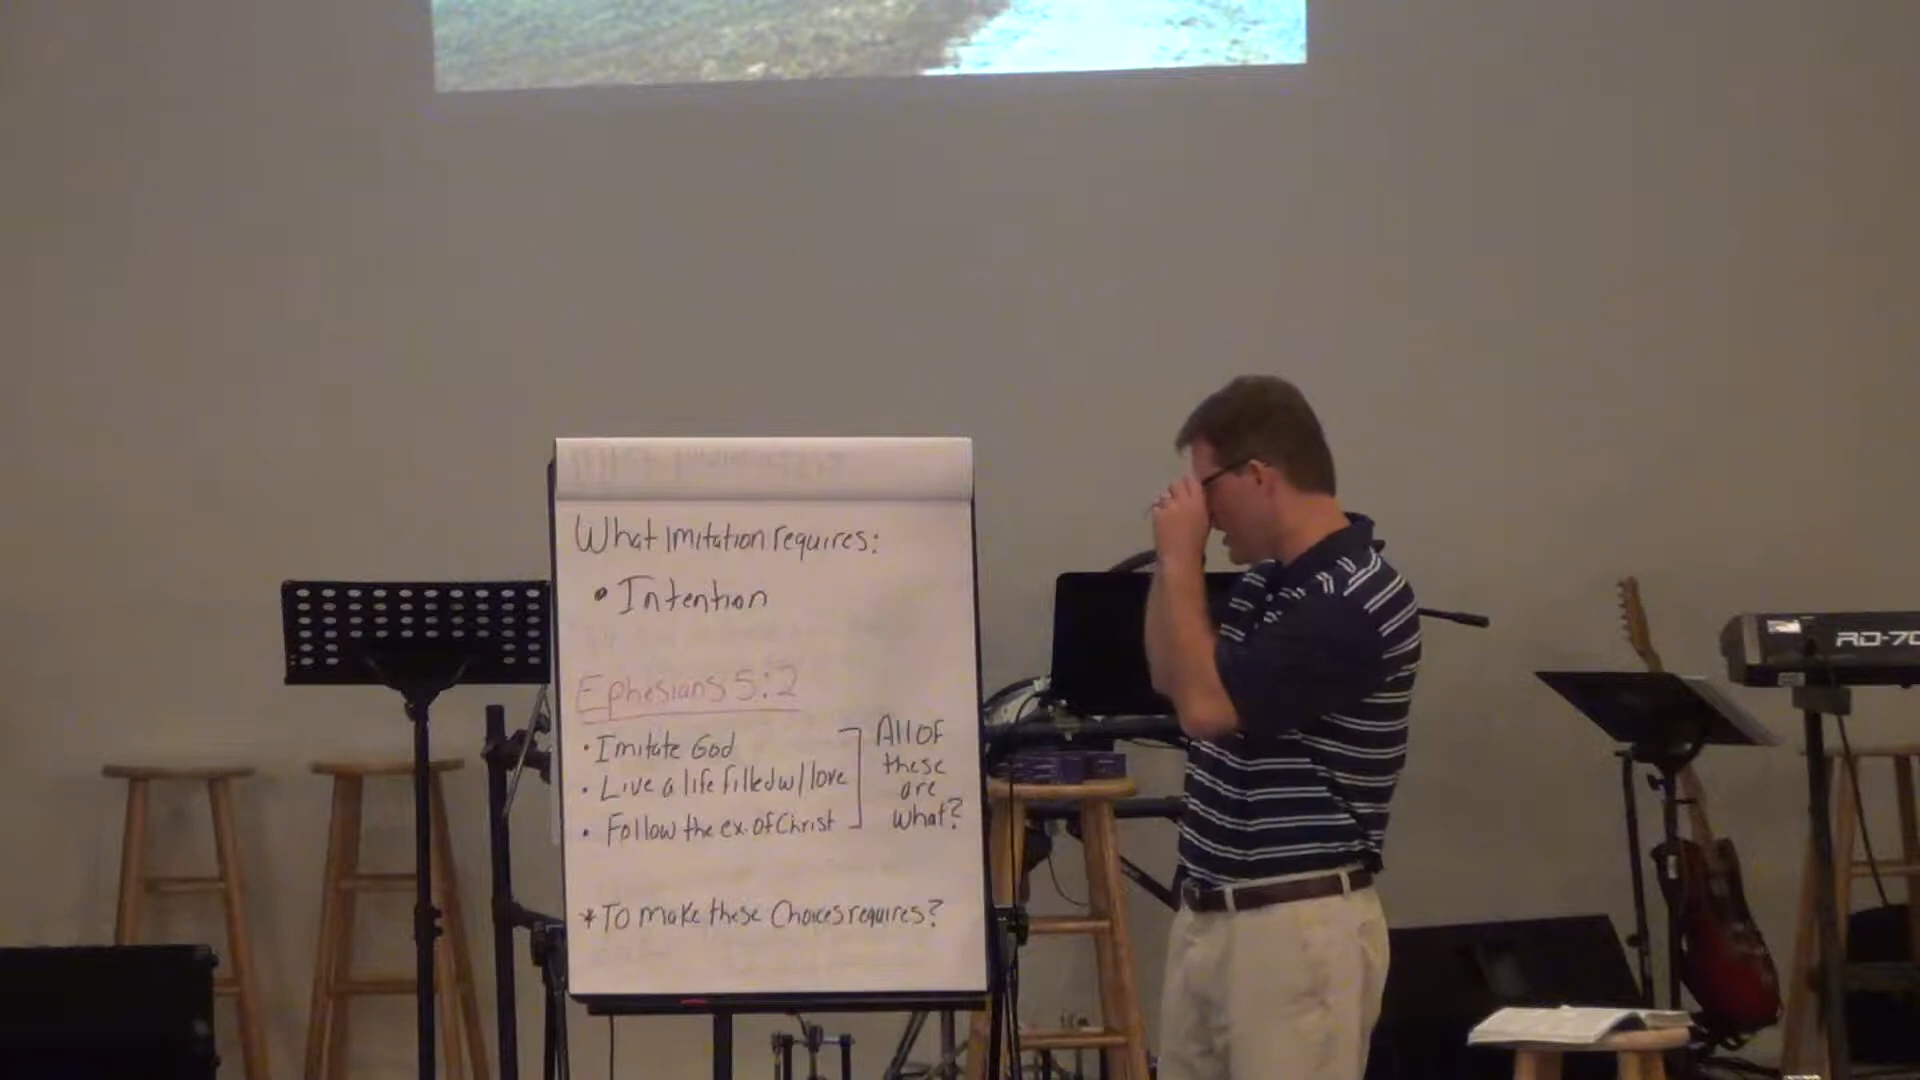 What Imitation requires:
• Intention
Ephesians 5:2
• Imitate God
• Live a life filled w/ love
• Follow the ex. of Christ
All of
these
are
what?
* To make these Choices requires?
RD-70